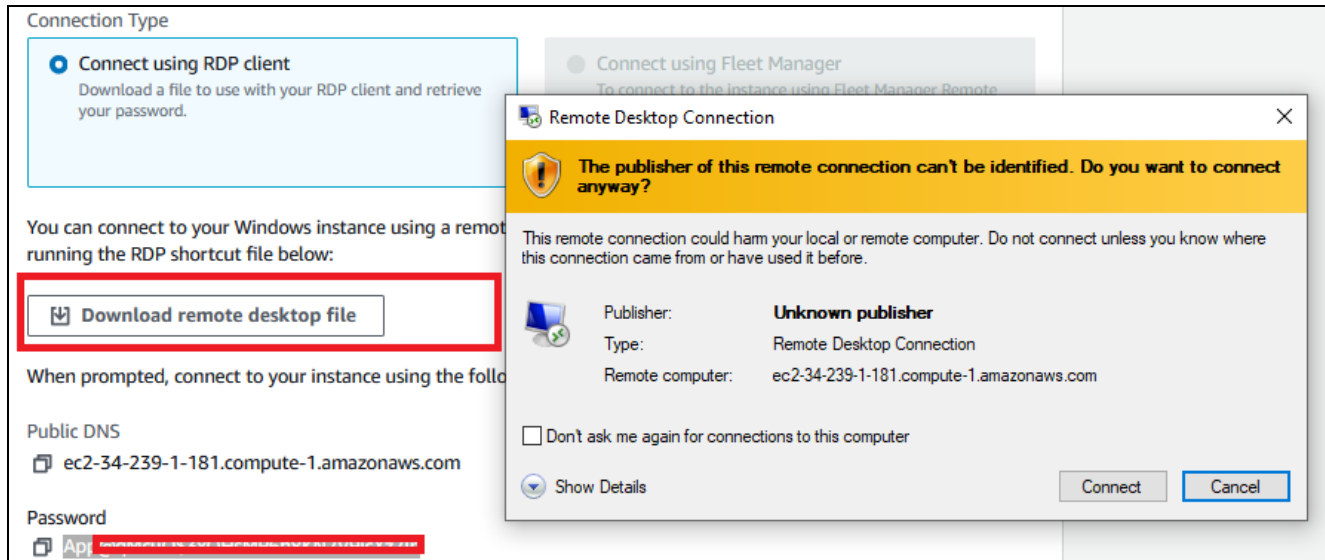 Connection Type
Connect using RDP client
Download a file to use with your RDP client and retrieve
your password.
Connect using Fleet Manager
To connect to the instance using Fleet Manager Remote
You can connect to your Windows instance using a remot
running the RDP shortcut file below:
Download remote desktop file
When prompted, connect to your instance using the follo
Public DNS
ec2-34-239-1-181.compute-1.amazonaws.com
Password
Remote Desktop Connection
The publisher of this remote connection can't be identified. Do you want to connect
anyway?
This remote connection could harm your local or remote computer. Do not connect unless you know where
this connection came from or have used it before.
Publisher: Unknown publisher
Type: Remote Desktop Connection
Remote computer: ec2-34-239-1-181.compute-1.amazonaws.com
Don't ask me again for connections to this computer
Show Details
Connect
Cancel